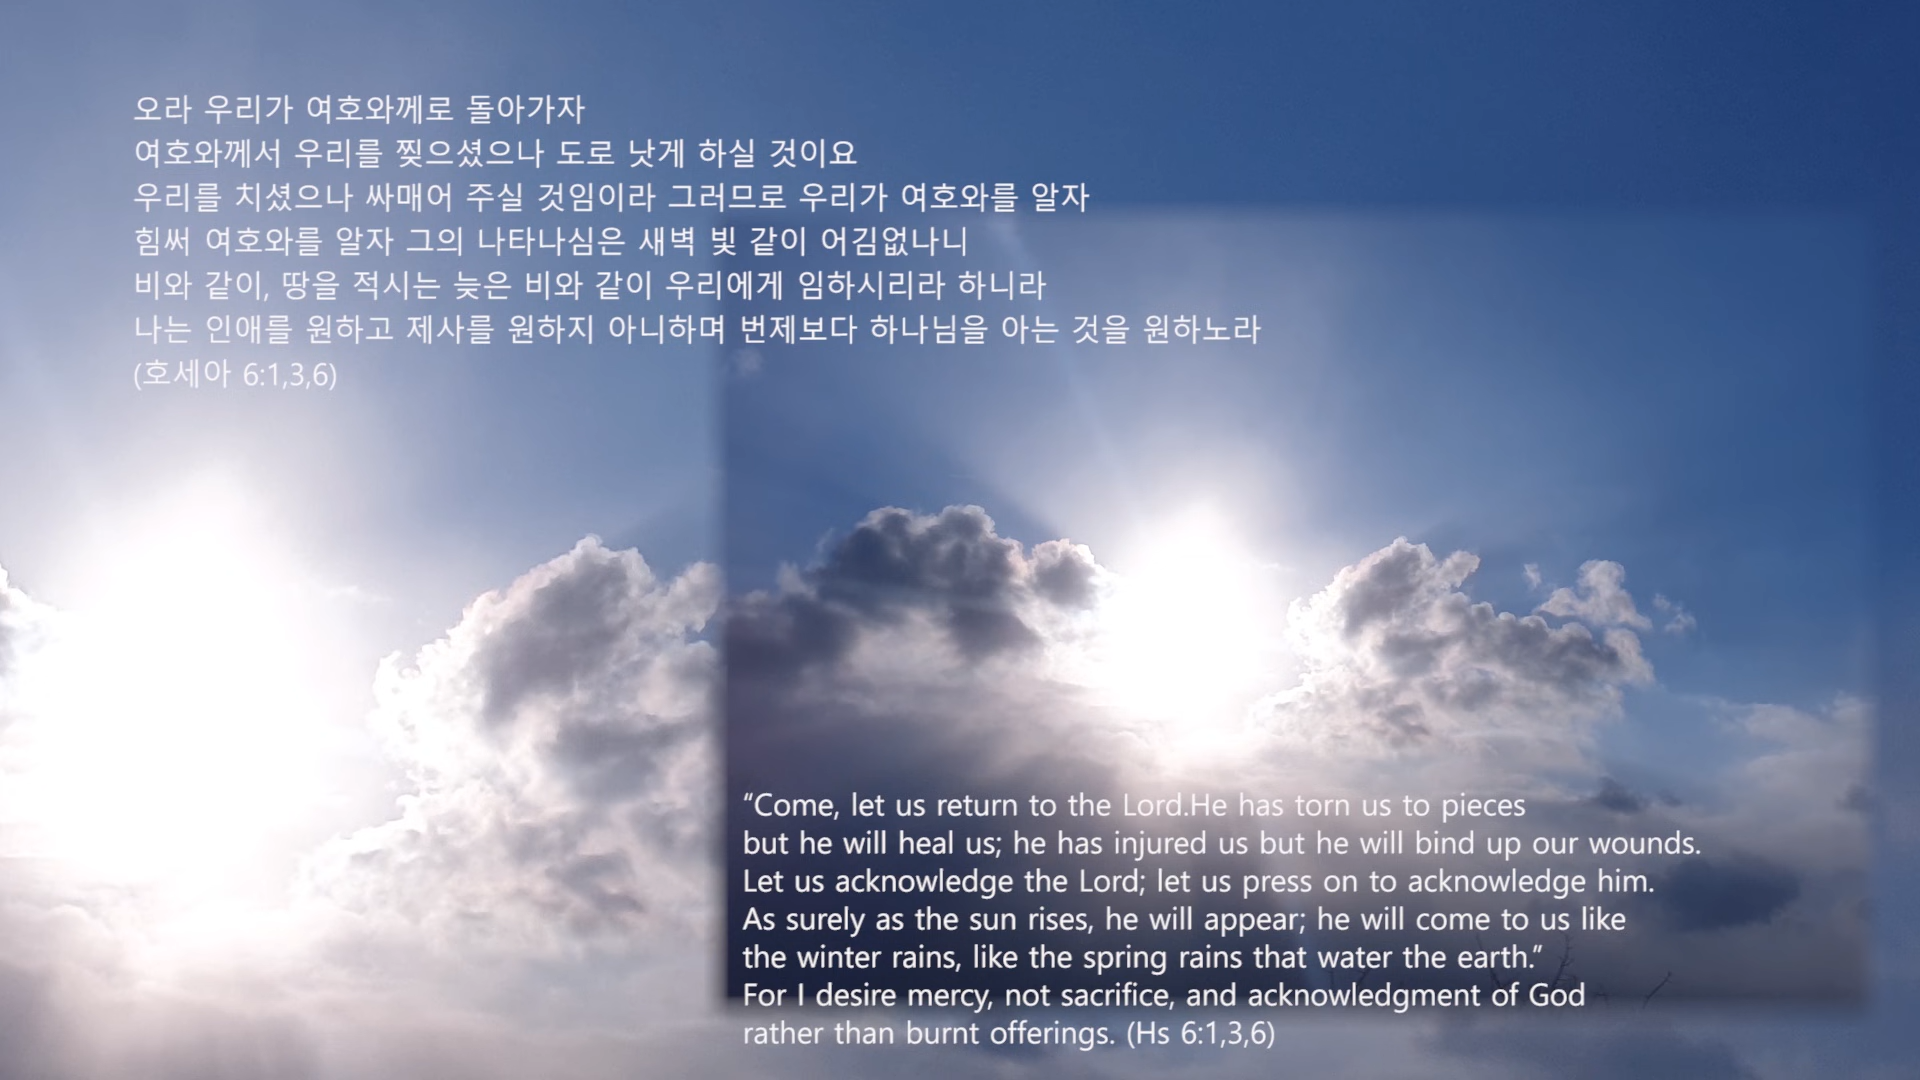 오라 우리가 여호와께로 돌아가자
여호와께서 우리를 찢으셨으나 도로 낫게 하실 것이요
우리를 치셨으나 싸매어 주실 것임이라 그러므로 우리가 여호와를 알자
힘써 여호와를 알자 그의 나타나심은 새벽 빛 같이 어김없나니
비와 같이, 땅을 적시는 늦은 비와 같이 우리에게 임하시리라 하니라
나는 인애를 원하고 제사를 원하지 아니하며 번제보다 하나님을 아는 것을 원하노라
(호세아 6:1,3,6)
“Come, let us return to the Lord.He has torn us to pieces
but he will heal us; he has injured us but he will bind up our wounds.
Let us acknowledge the Lord; let us press on to acknowledge him.
As surely as the sun rises, he will appear; he will come to us like
the winter rains, like the spring rains that water the earth.”
For I desire mercy, not sacrifice, and acknowledgment of God
rather than burnt offerings. (Hs 6:1,3,6)